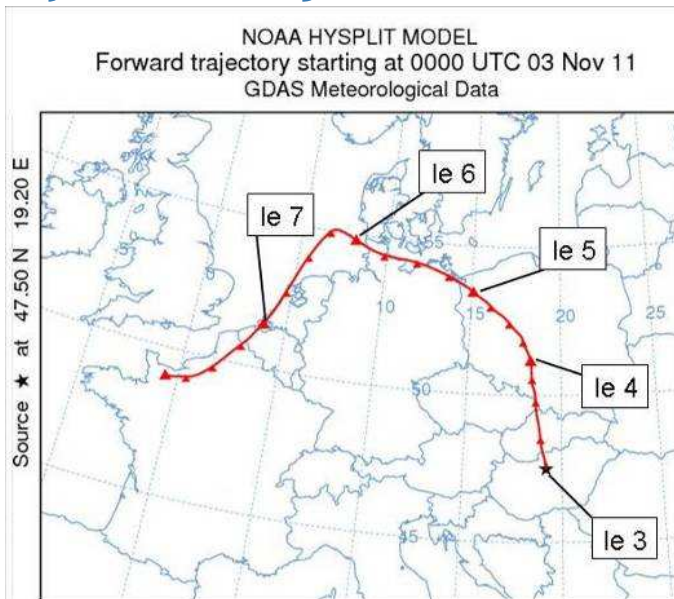 NOAA HYSPLIT MODEL
Forward trajectory starting at 0000 UTC 03 Nov 11
GDAS Meteorological Data
Source ★ at 47.50 N 19.20 E
le 6
le 7
55
le 5
10
15
20
25
50
le 4
45
le 3